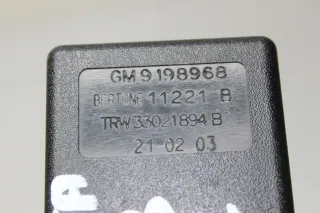 GM 9198968
BERT.NR 11221-B
TRW 33021894 B
21 02 03